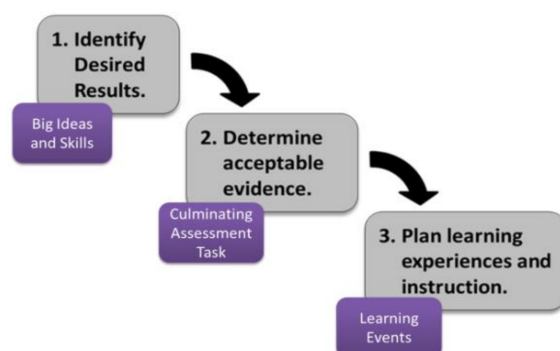 1. Identify
Desired
Results.
Big Ideas
and Skills
2. Determine
acceptable
evidence.
Culminating
Assessment
Task
3. Plan learning
experiences and
instruction.
Learning
Events